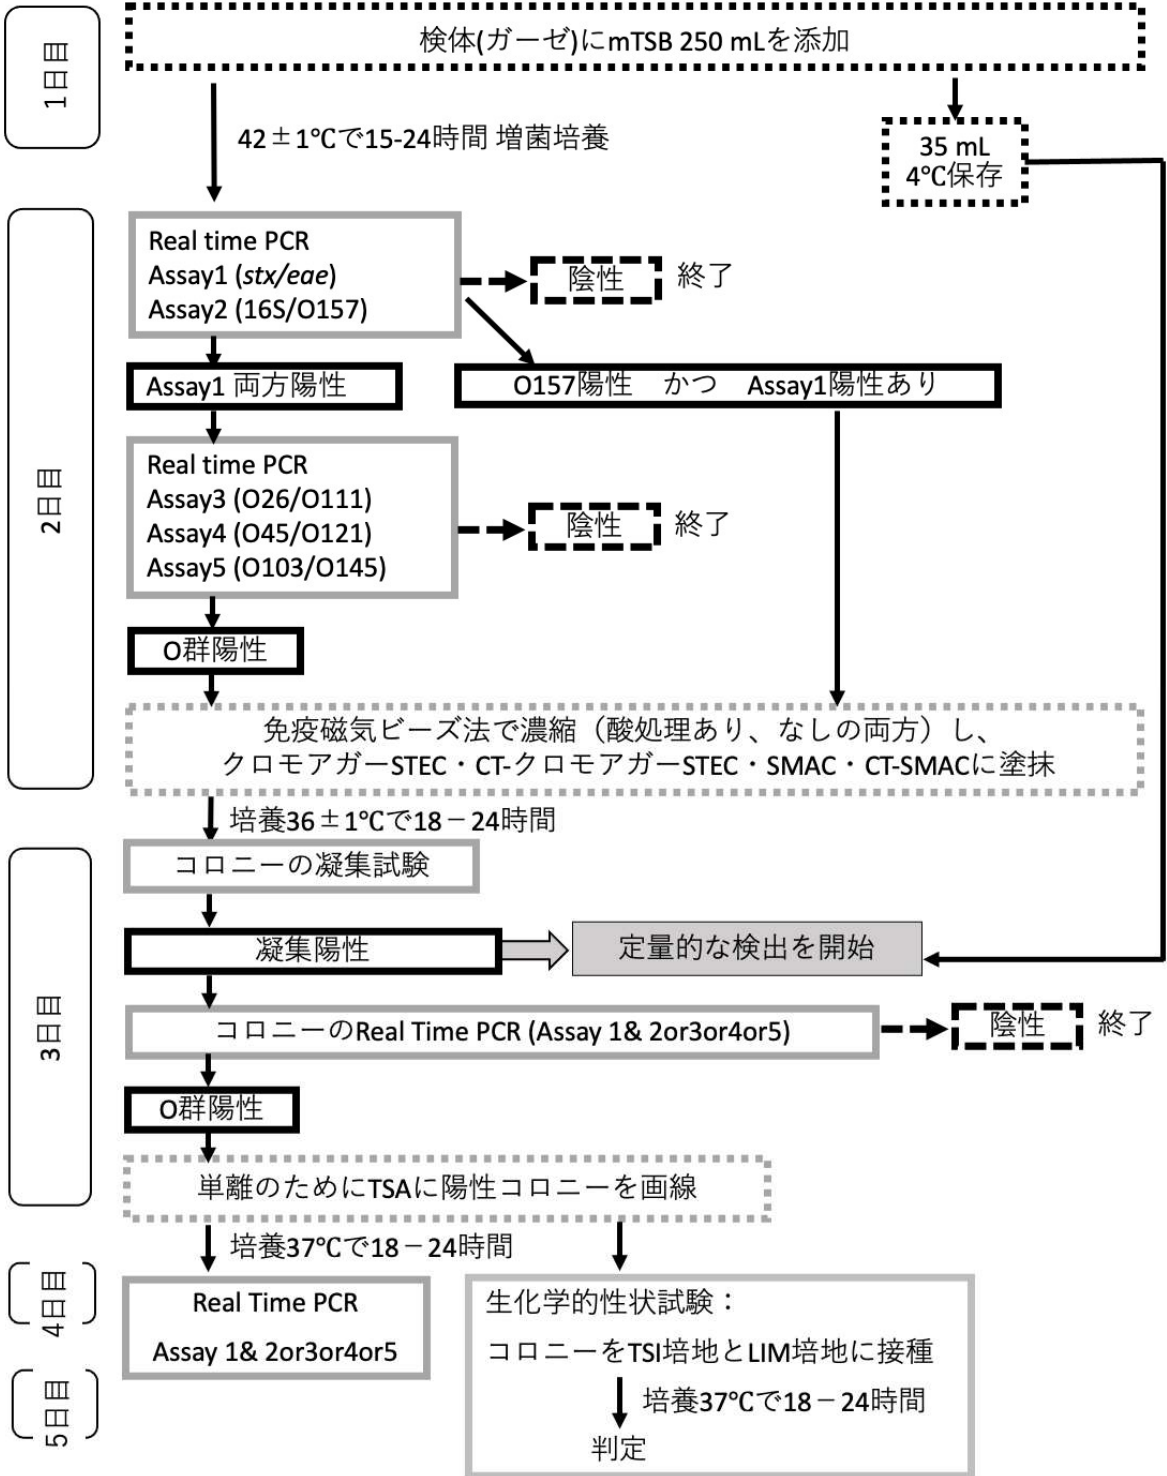 1日目
検体(ガーゼ)にmTSB 250 mLを添加
42±1℃で15-24時間 増菌培養
35 mL
4℃保存
2日目
Real time PCR
Assay1 (stx/eae)
Assay2 (16S/O157)
陰性 終了
Assay1 両方陽性
O157陽性 かつ Assay1陽性あり
Real time PCR
Assay3 (O26/O111)
Assay4 (O45/O121)
Assay5 (O103/O145)
陰性 終了
O群陽性
免疫磁気ビーズ法で濃縮（酸処理あり、なしの両方）し、
クロモアガーSTEC・CT-クロモアガーSTEC・SMAC・CT-SMACに塗抹
培養36±1℃で18－24時間
3日目
コロニーの凝集試験
凝集陽性
定量的な検出を開始
コロニーのReal Time PCR (Assay 1& 2or3or4or5)
陰性 終了
O群陽性
単離のためにTSAに陽性コロニーを画線
培養37℃で18－24時間
4日目
Real Time PCR
Assay 1& 2or3or4or5
生化学的性状試験：
コロニーをTSI培地とLIM培地に接種
5日目
培養37℃で18－24時間
判定